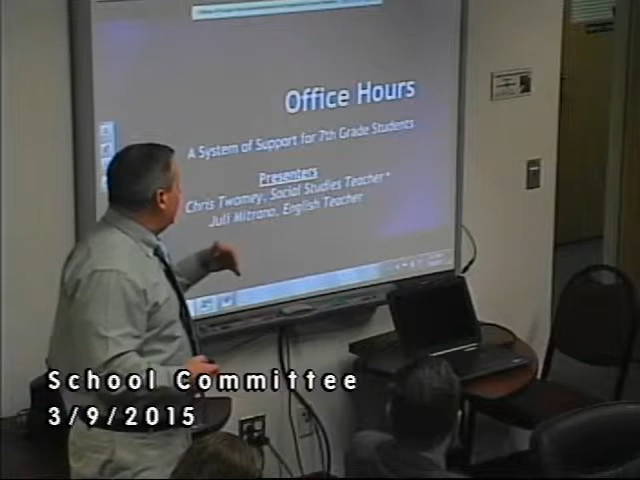 Office Hours
A System of Support for 7th Grade Students
Presenters
Chris Twomey, Social Studies Teacher*
Juli Mitrano, English Teacher
School Committee
3/9/2015